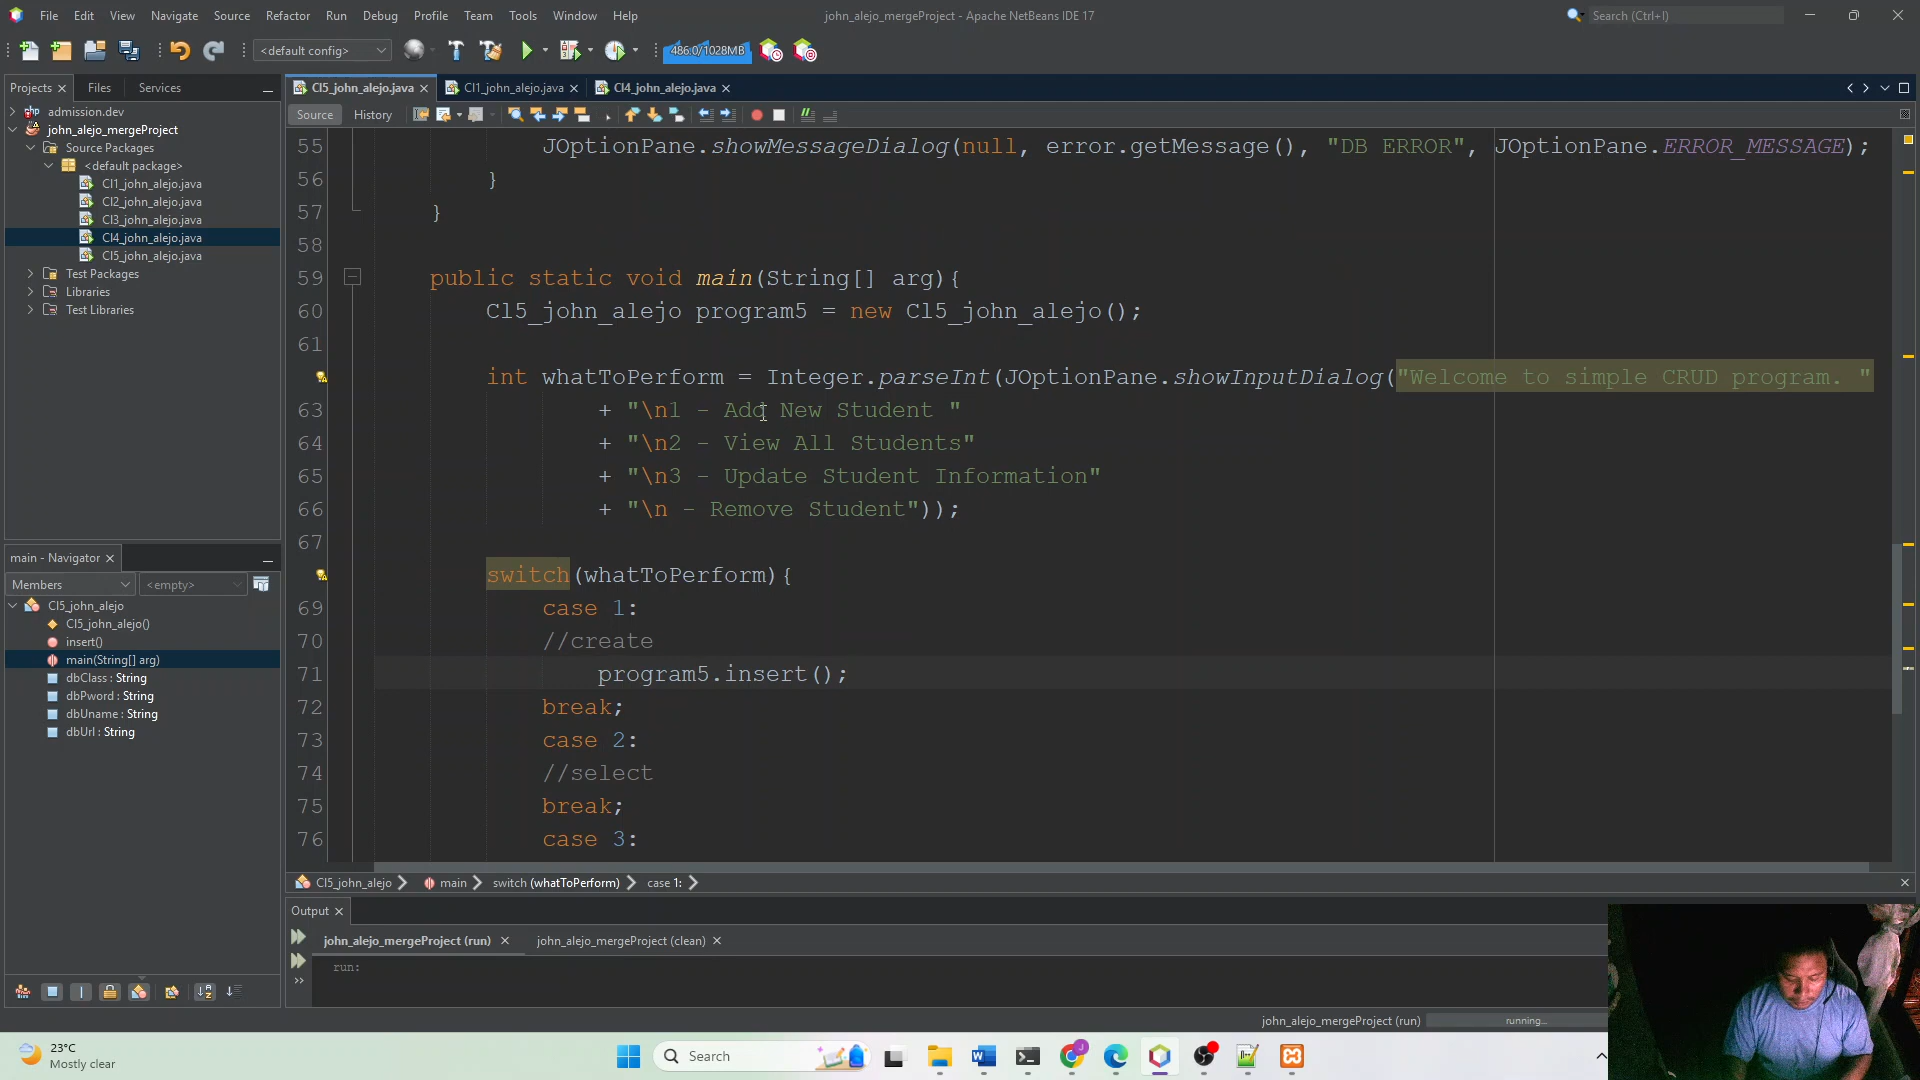 File Edit View Navigate Source Refactor Run Debug Profile Team Tools Window Help
john_alejo_mergeProject - Apache NetBeans IDE 17
Search (Ctrl+I)
<default config>
486.0/1028MB
Projects
Files
Services
Cl5_john_alejo.java
Cl1_john_alejo.java
Cl4_john_alejo.java
Source
History
admission.dev
john_alejo_mergeProject
Source Packages
<default package>
Cl1_john_alejo.java
Cl2_john_alejo.java
Cl3_john_alejo.java
Cl4_john_alejo.java
Cl5_john_alejo.java
Test Packages
Libraries
Test Libraries
55 JOptionPane.showMessageDialog(null, error.getMessage(), "DB ERROR", JOptionPane.ERROR_MESSAGE);
56 }
57 }
58
59 public static void main(String[] arg){
60 Cl5_john_alejo program5 = new Cl5_john_alejo();
61
int whatToPerform = Integer.parseInt(JOptionPane.showInputDialog("Welcome to simple CRUD program. "
63 + "\n1 - Add New Student "
64 + "\n2 - View All Students"
65 + "\n3 - Update Student Information"
66 + "\n - Remove Student"));
67
switch(whatToPerform){
69 case 1:
70 //create
71 program5.insert();
72 break;
73 case 2:
74 //select
75 break;
76 case 3:
main - Navigator
Members
<empty>
Cl5_john_alejo
Cl5_john_alejo()
insert()
main(String[] arg)
dbClass : String
dbPword : String
dbUname : String
dbUrl : String
Cl5_john_alejo
main
switch (whatToPerform)
case 1:
Output
john_alejo_mergeProject (run)
john_alejo_mergeProject (clean)
run:
john_alejo_mergeProject (run)
running...
23°C
Mostly clear
Search